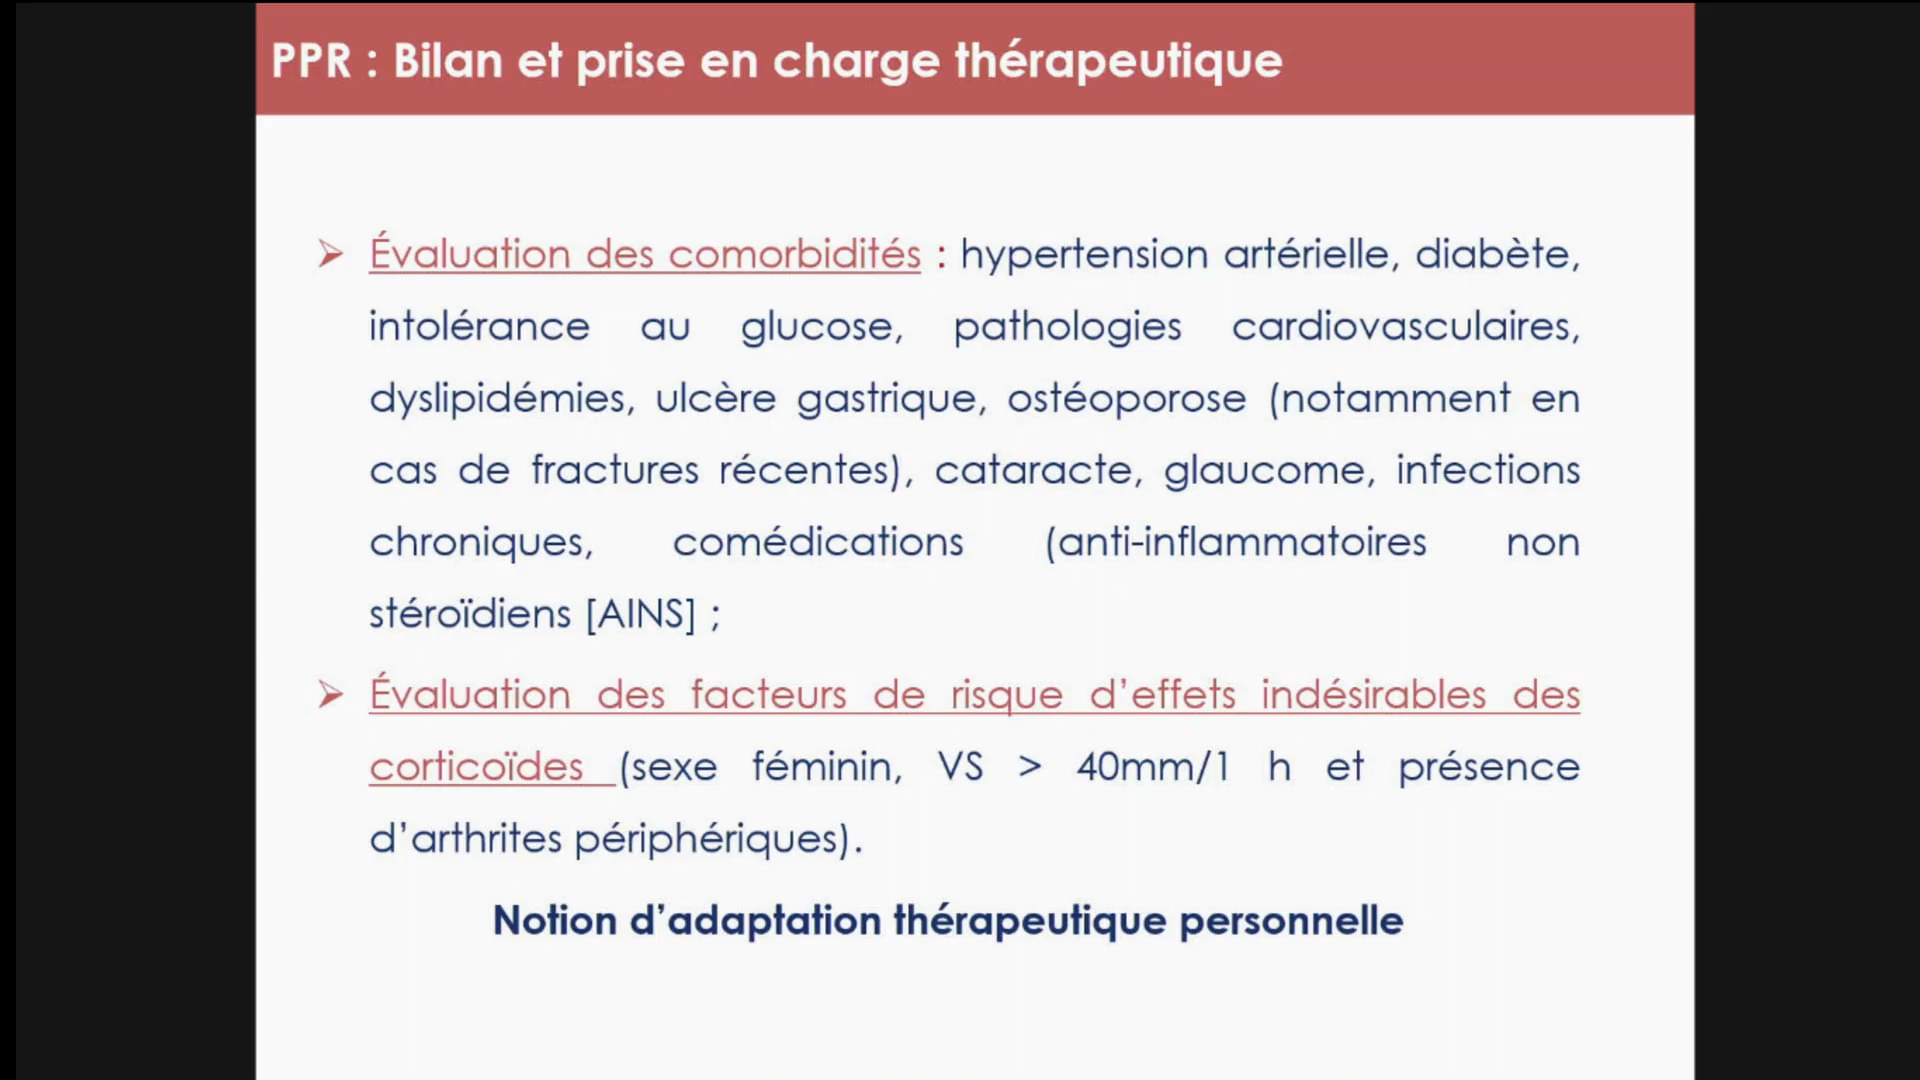 PPR : Bilan et prise en charge thérapeutique
➢ Évaluation des comorbidités : hypertension artérielle, diabète,
intolérance au glucose, pathologies cardiovasculaires,
dyslipidémies, ulcère gastrique, ostéoporose (notamment en
cas de fractures récentes), cataracte, glaucome, infections
chroniques, comédications (anti-inflammatoires non
stéroïdiens [AINS] ;
➢ Évaluation des facteurs de risque d’effets indésirables des
corticoïdes (sexe féminin, VS > 40mm/1 h et présence
d’arthrites périphériques).
Notion d’adaptation thérapeutique personnelle